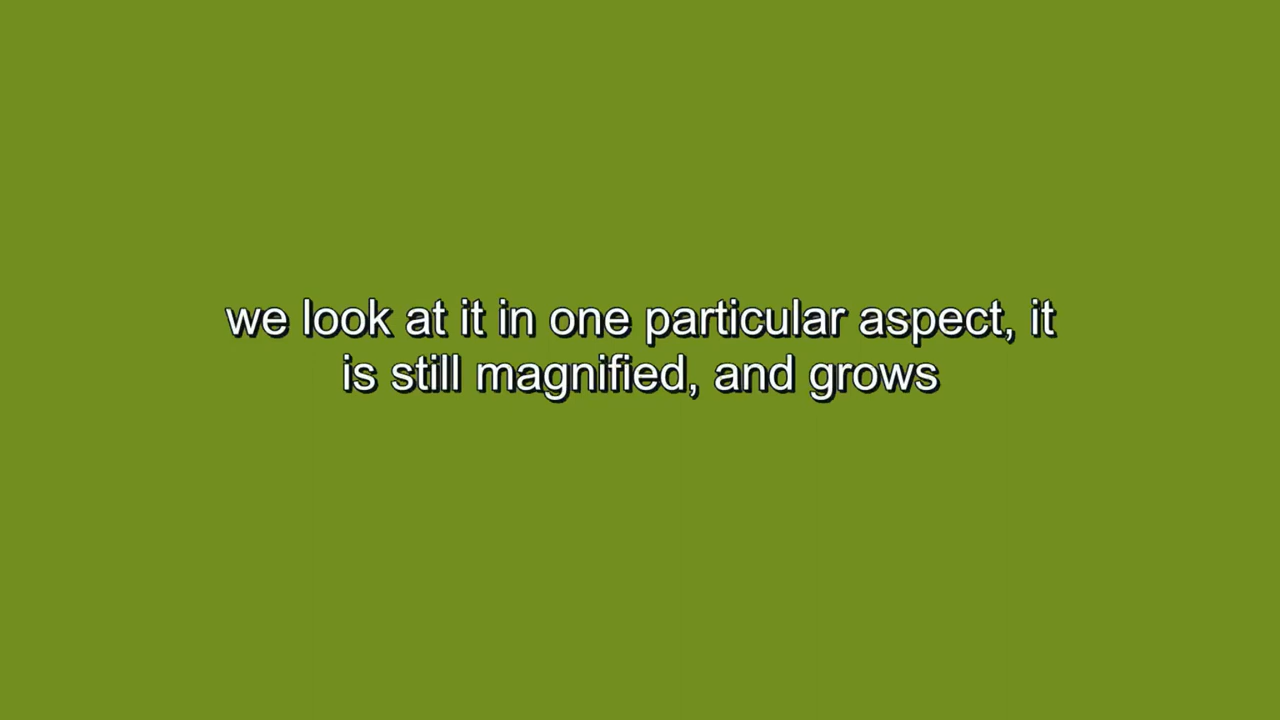 we look at it in one particular aspect, it
is still magnified, and grows